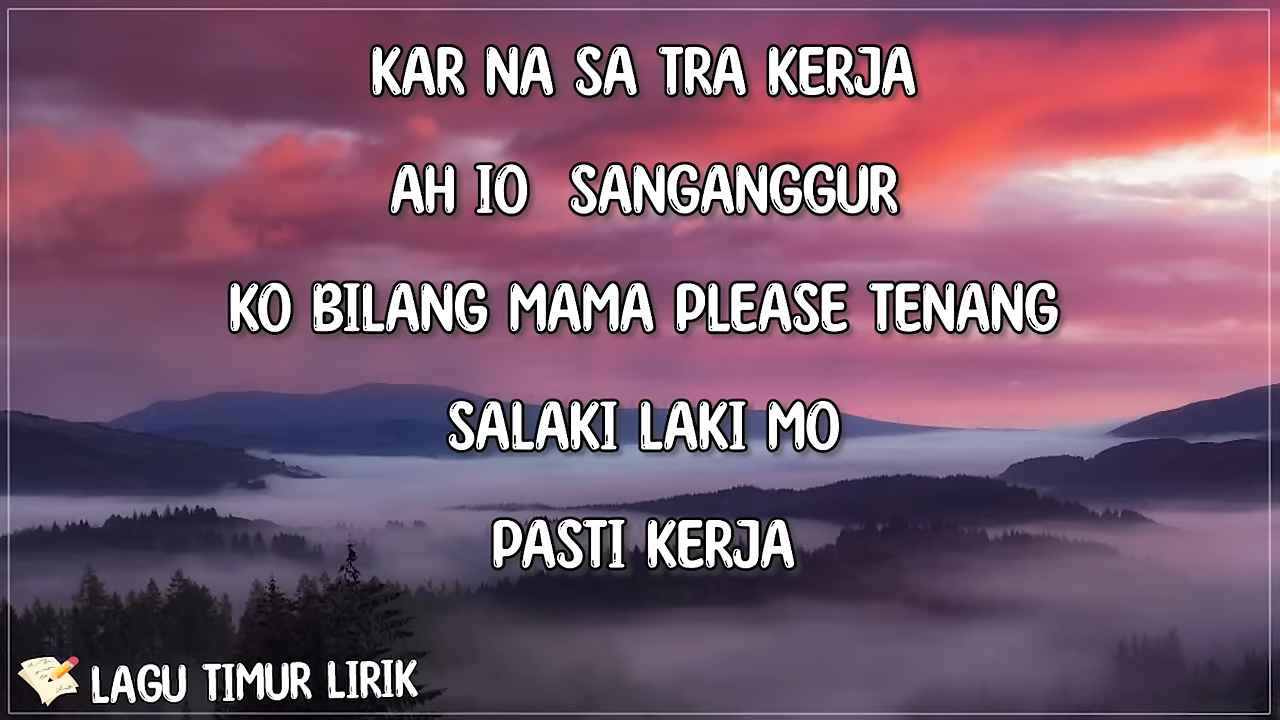 KAR NA SA TRA KERJA
AH IO SANGANGGUR
KO BILANG MAMA PLEASE TENANG
SALAKI LAKI MO
PASTI KERJA
LAGU TIMUR LIRIK